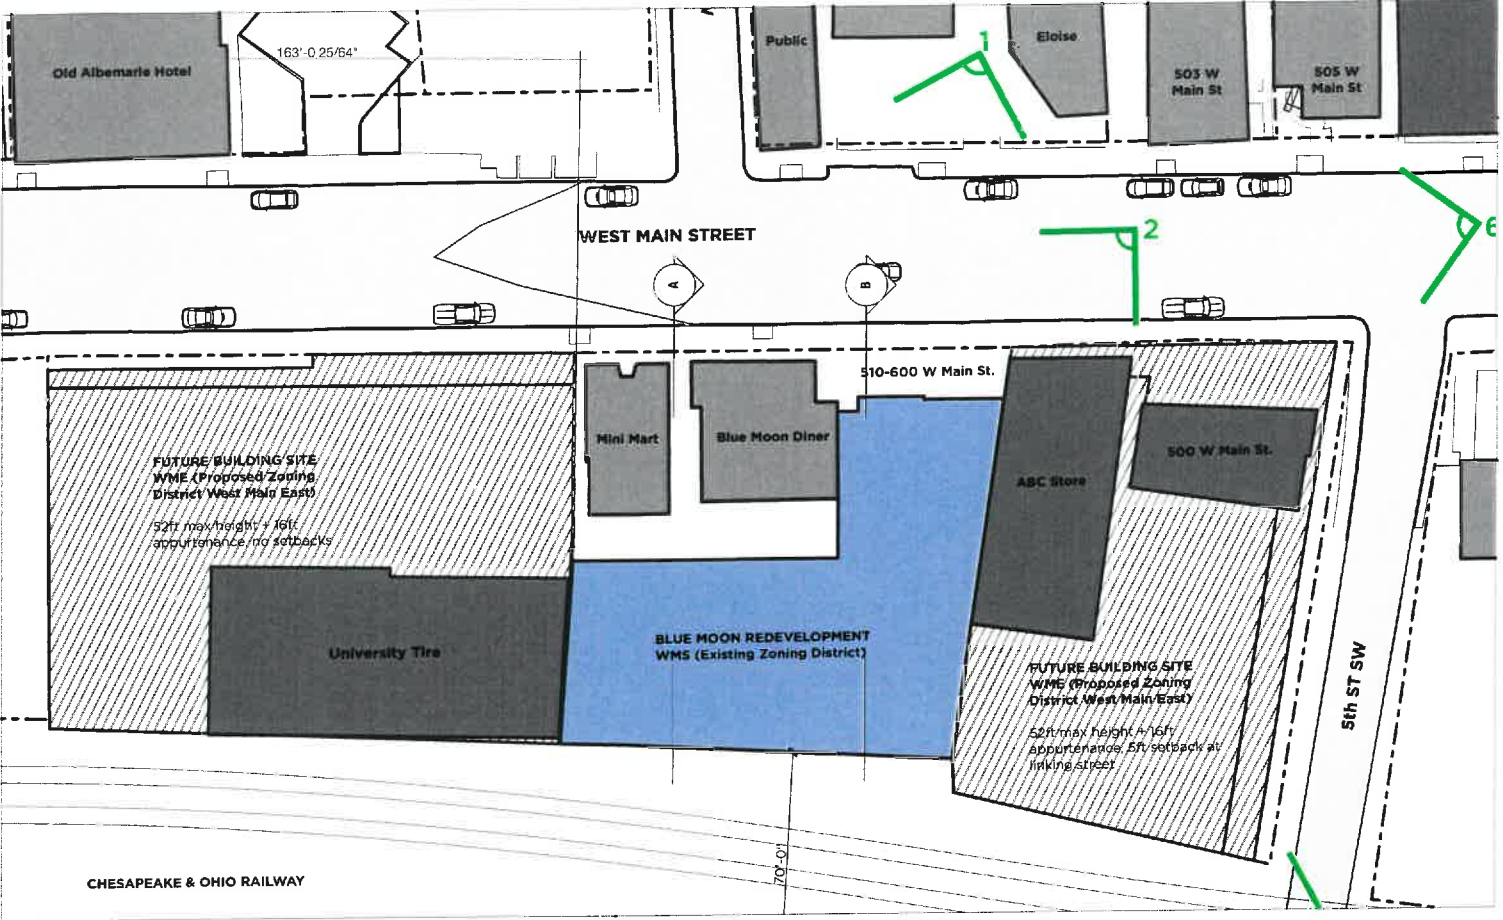 163'-0 25/64"
Old Albemarle Hotel
Public
1
Eloise
503 W
Main St
505 W
Main St
WEST MAIN STREET
2
6
A
B
510-600 W Main St.
Mini Mart
Blue Moon Diner
ABC Store
500 W Main St.
FUTURE BUILDING SITE
WME (Proposed Zoning
District West Main East)
52ft max height + 16ft
appurtenance, no setbacks
University Tire
BLUE MOON REDEVELOPMENT
WMS (Existing Zoning District)
FUTURE BUILDING SITE
WME (Proposed Zoning
District West Main East)
52ft max height + 16ft
appurtenance, 5ft setback at
linking street
5th ST SW
70'-0"
CHESAPEAKE & OHIO RAILWAY